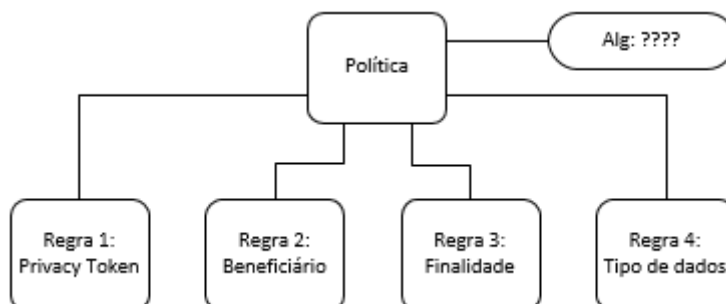 Política
Alg: ????
Regra 1:
Privacy Token
Regra 2:
Beneficiário
Regra 3:
Finalidade
Regra 4:
Tipo de dados